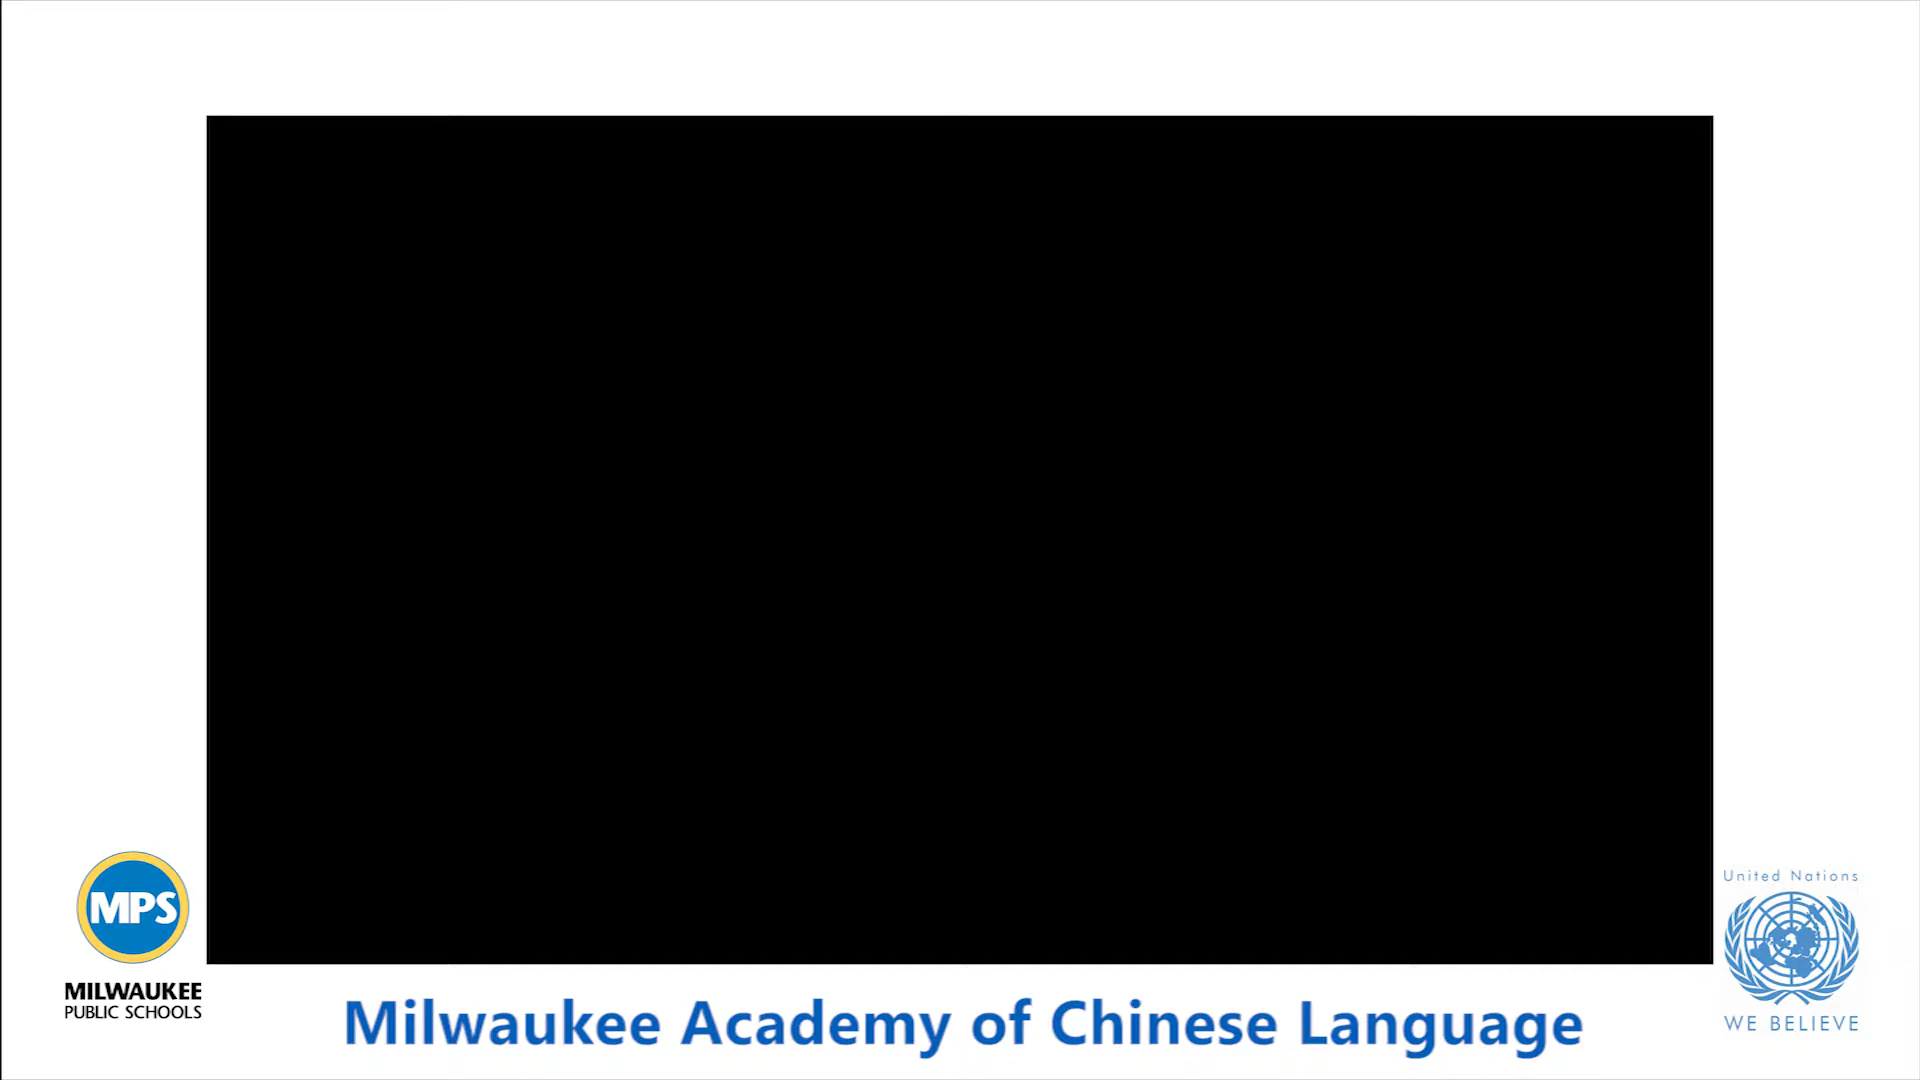 MPS
MILWAUKEE
PUBLIC SCHOOLS
Milwaukee Academy of Chinese Language
United Nations
WE BELIEVE